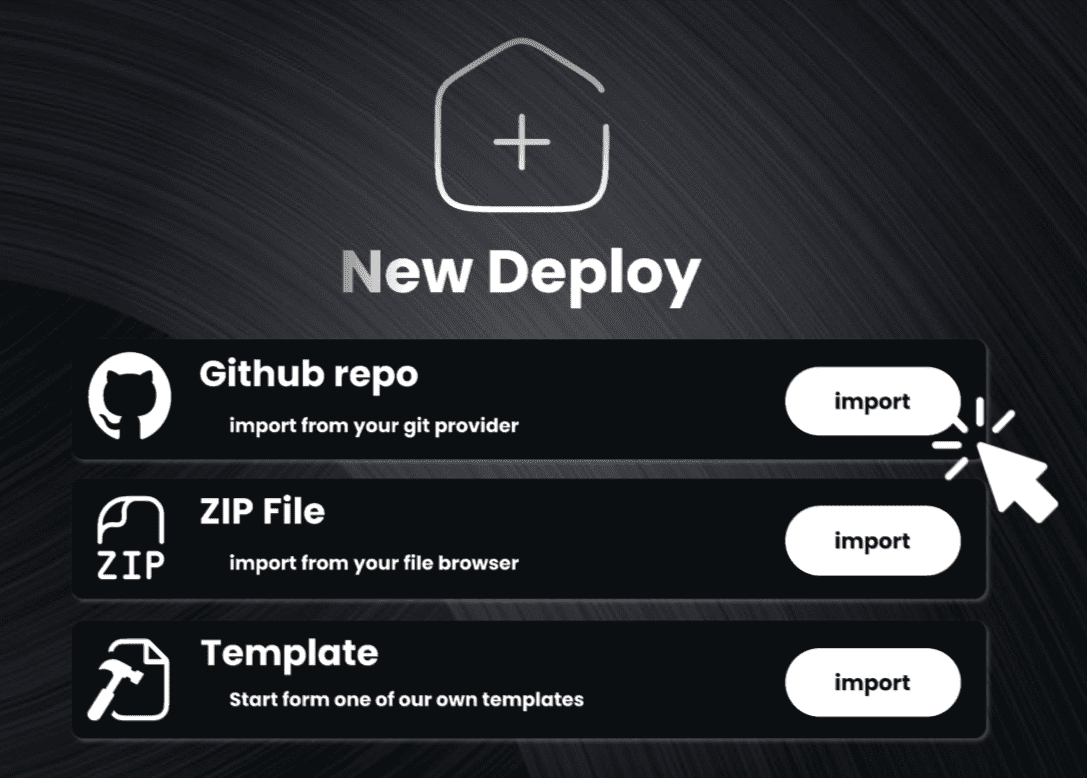 New Deploy
Github repo
import from your git provider
import
ZIP File
import from your file browser
import
ZIP
Template
Start form one of our own templates
import